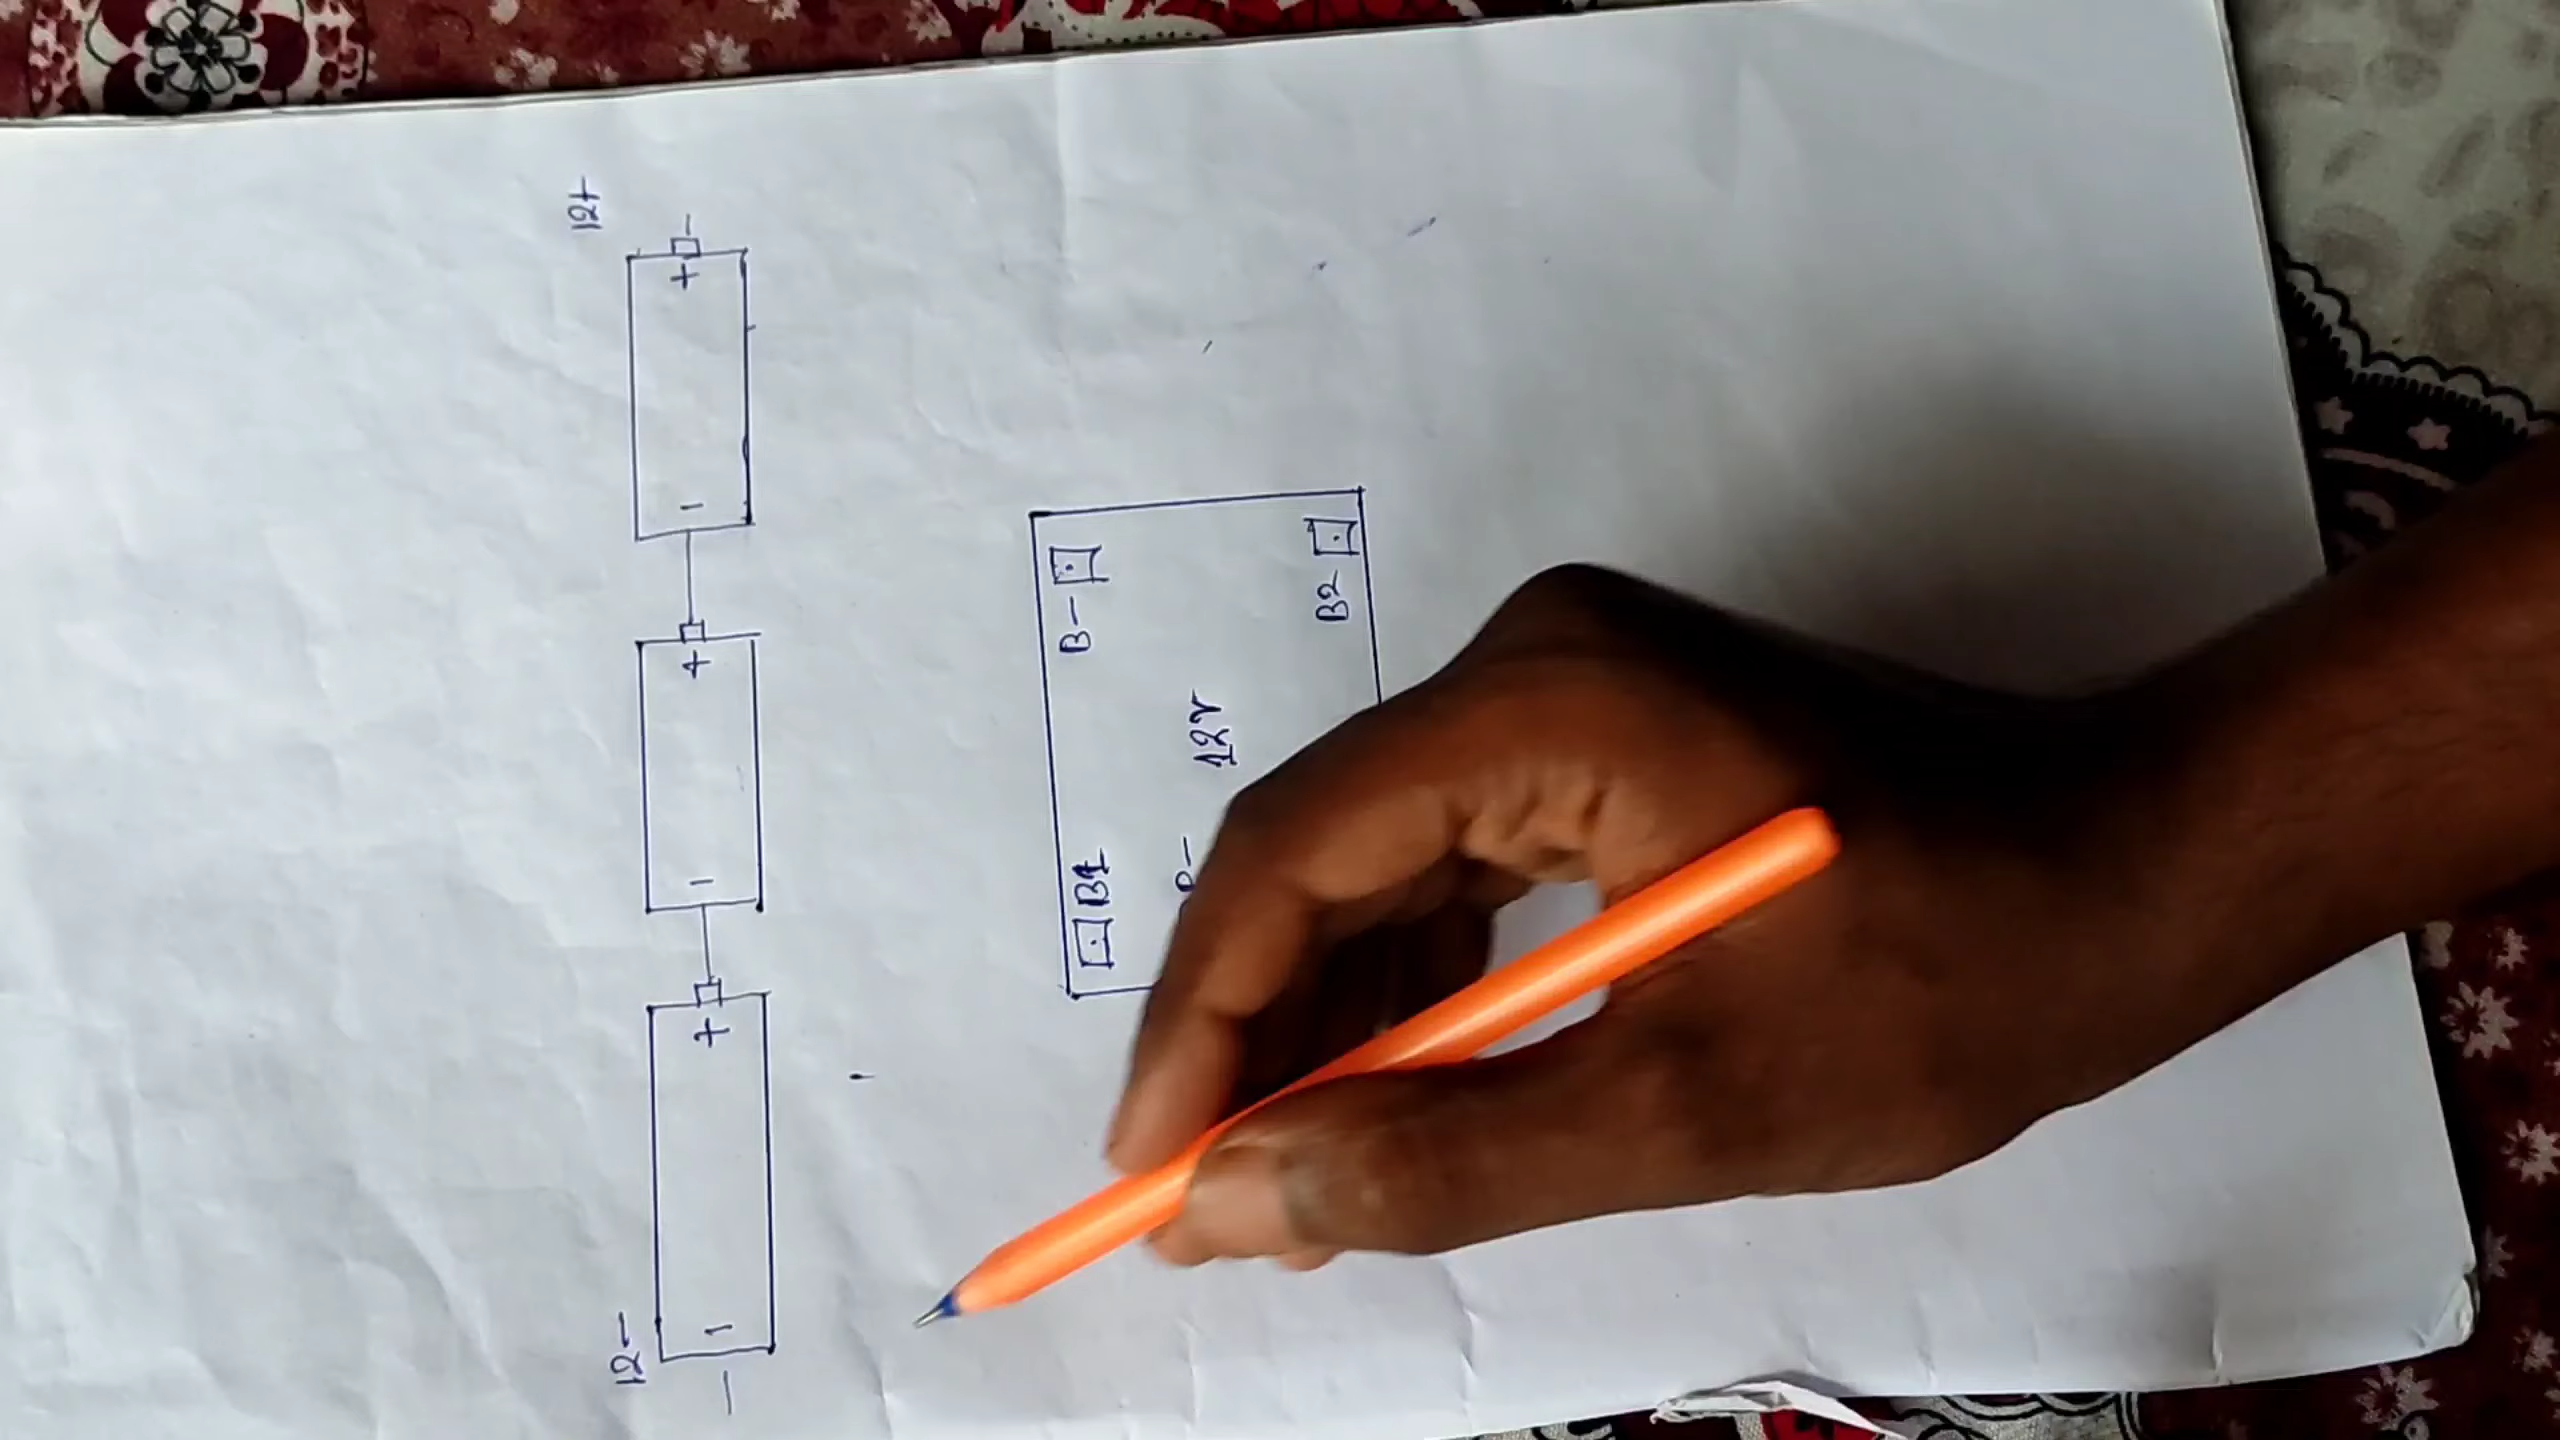 12-
- + - + - +
12+
B1 B-
P- 12V
B2